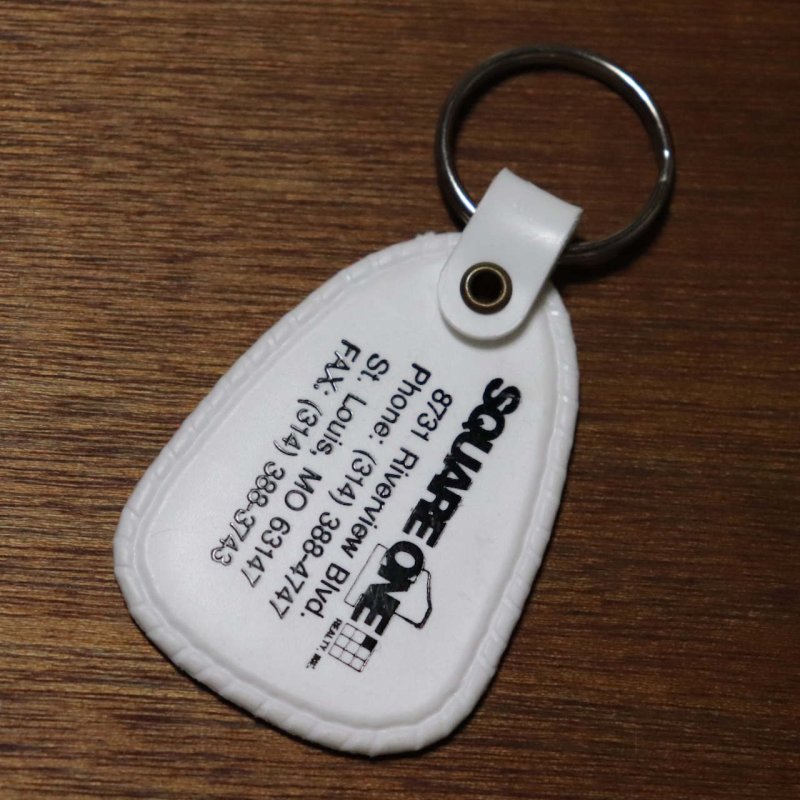 SQUARE ONE
REALTY, INC.
8731 Riverview Blvd.
Phone: (314) 388-4747
St. Louis, MO 63147
FAX: (314) 388-3743